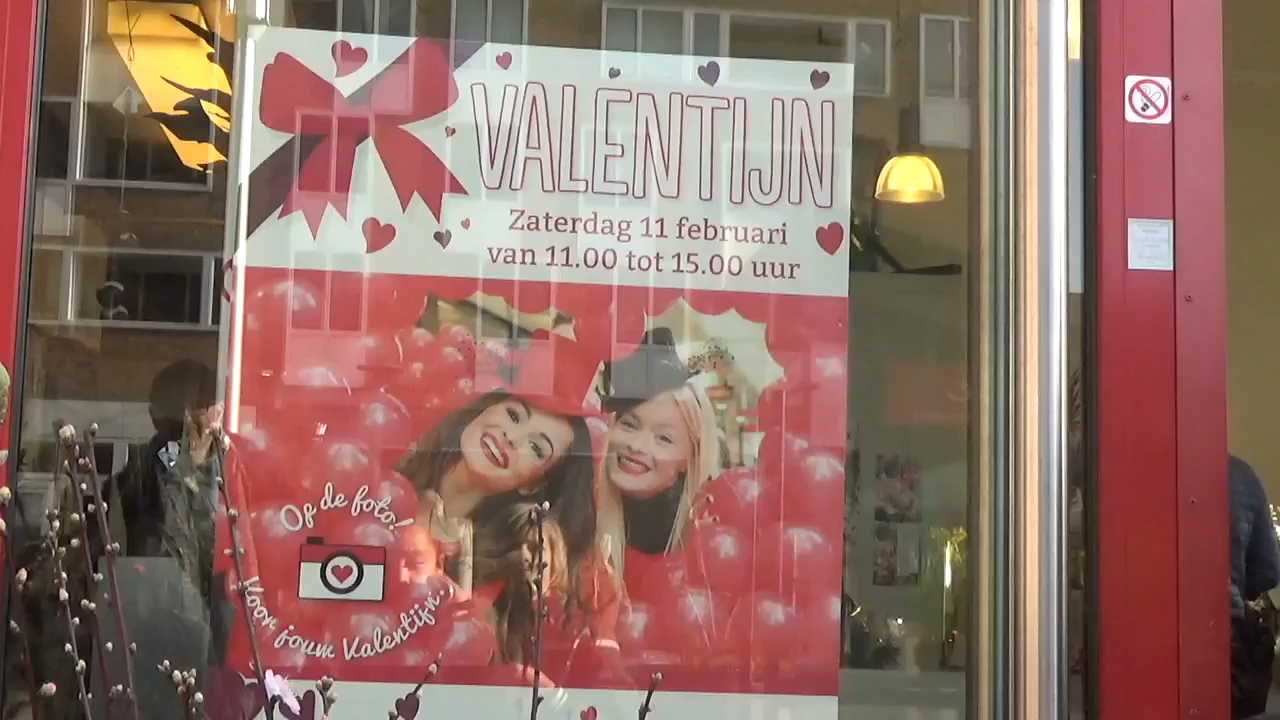 VALENTIJN
Zaterdag 11 februari
van 11.00 tot 15.00 uur
Op de foto!
Voor jouw Valentijn.